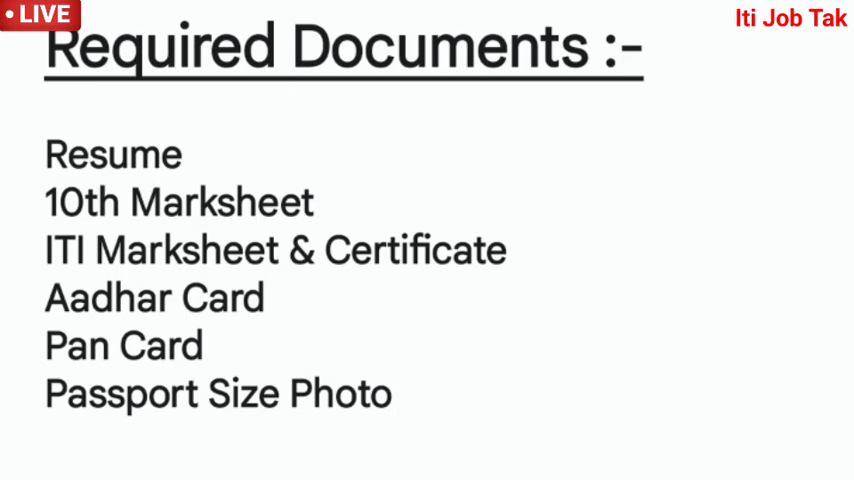 • LIVE
Iti Job Tak
Required Documents :-
Resume
10th Marksheet
ITI Marksheet & Certificate
Aadhar Card
Pan Card
Passport Size Photo